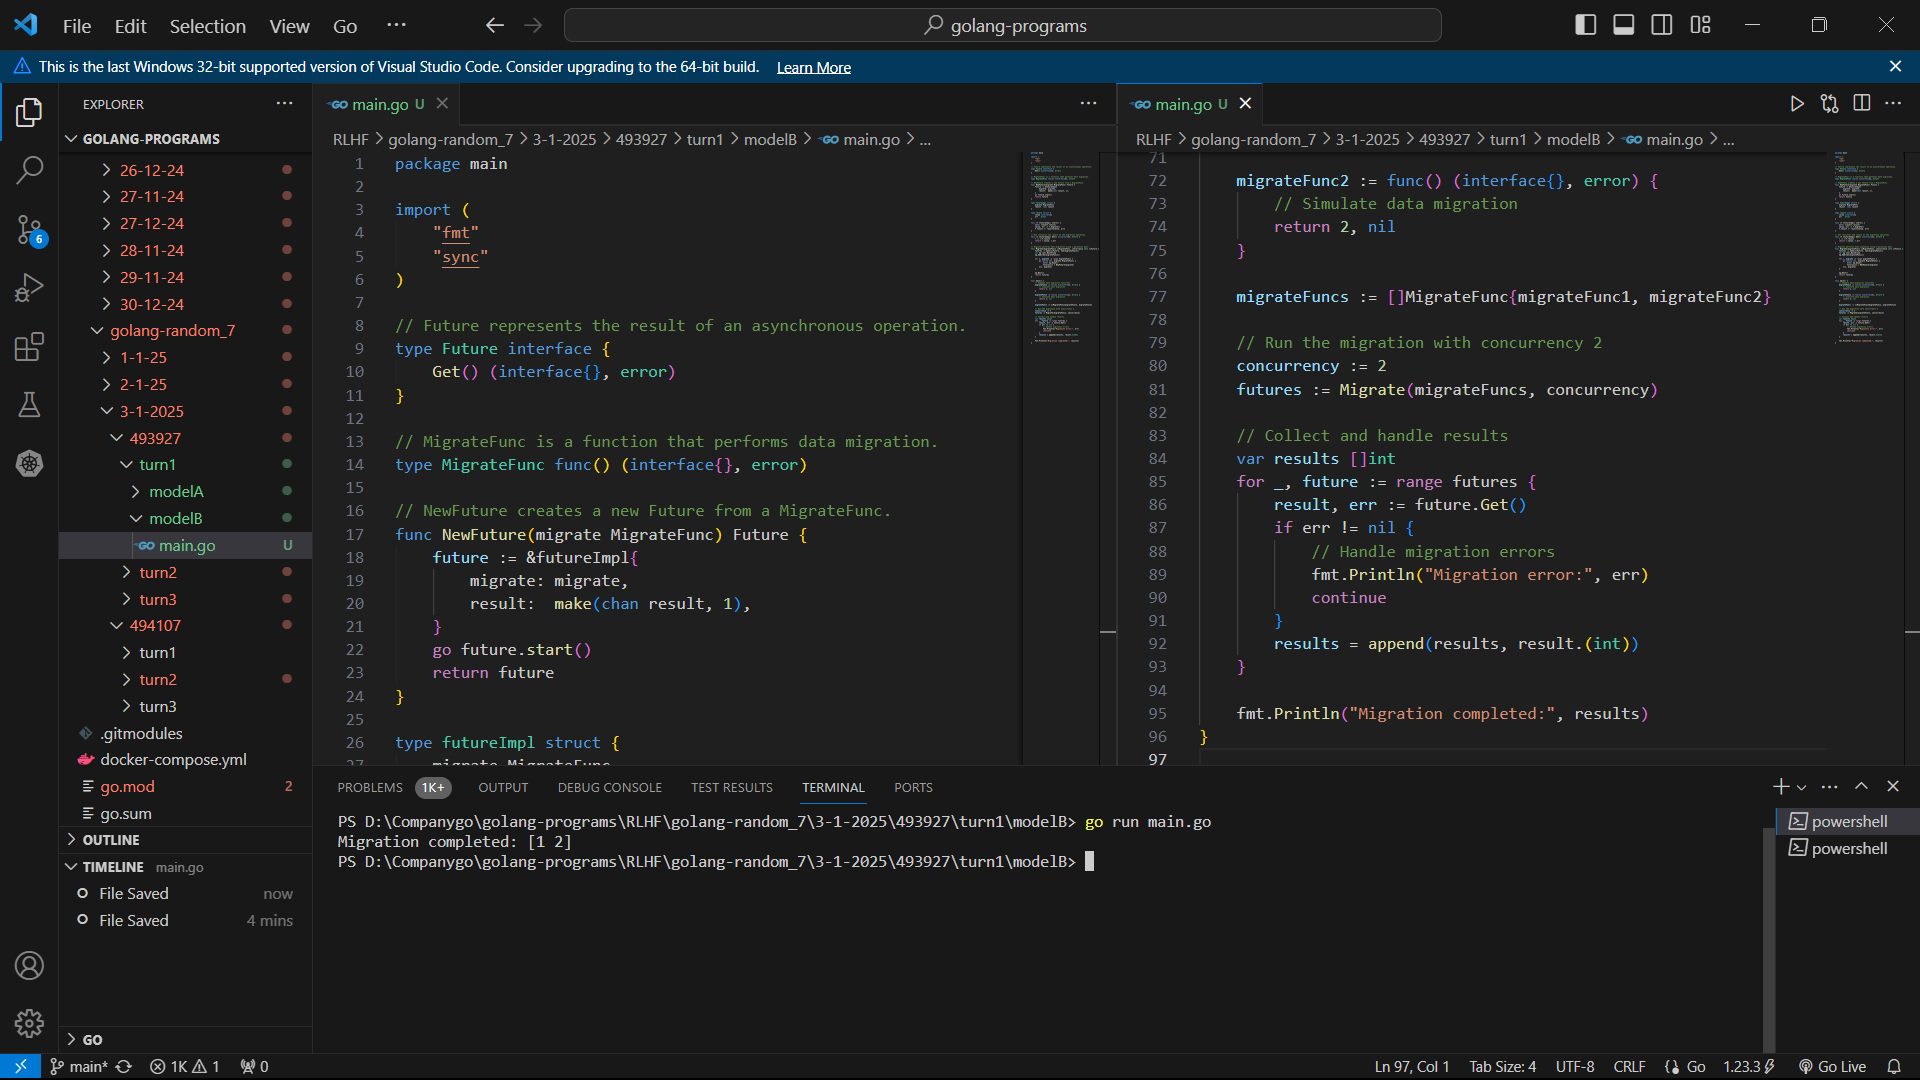 File Edit Selection View Go ···
golang-programs
This is the last Windows 32-bit supported version of Visual Studio Code. Consider upgrading to the 64-bit build. Learn More
EXPLORER
GOLANG-PROGRAMS
26-12-24
27-11-24
27-12-24
28-11-24
29-11-24
30-12-24
golang-random_7
1-1-25
2-1-25
3-1-2025
493927
turn1
modelA
modelB
main.go U
turn2
turn3
494107
turn1
turn2
turn3
.gitmodules
docker-compose.yml
go.mod 2
go.sum
OUTLINE
TIMELINE main.go
File Saved now
File Saved 4 mins
GO
6
main.go U
RLHF > golang-random_7 > 3-1-2025 > 493927 > turn1 > modelB > main.go > ...
1 package main
2
3 import (
4 "fmt"
5 "sync"
6 )
7
8 // Future represents the result of an asynchronous operation.
9 type Future interface {
10 Get() (interface{}, error)
11 }
12
13 // MigrateFunc is a function that performs data migration.
14 type MigrateFunc func() (interface{}, error)
15
16 // NewFuture creates a new Future from a MigrateFunc.
17 func NewFuture(migrate MigrateFunc) Future {
18 future := &futureImpl{
19 migrate: migrate,
20 result: make(chan result, 1),
21 }
22 go future.start()
23 return future
24 }
25
26 type futureImpl struct {
27 migrate MigrateFunc
main.go U
RLHF > golang-random_7 > 3-1-2025 > 493927 > turn1 > modelB > main.go > ...
71
72 migrateFunc2 := func() (interface{}, error) {
73 // Simulate data migration
74 return 2, nil
75 }
76
77 migrateFuncs := []MigrateFunc{migrateFunc1, migrateFunc2}
78
79 // Run the migration with concurrency 2
80 concurrency := 2
81 futures := Migrate(migrateFuncs, concurrency)
82
83 // Collect and handle results
84 var results []int
85 for _, future := range futures {
86 result, err := future.Get()
87 if err != nil {
88 // Handle migration errors
89 fmt.Println("Migration error:", err)
90 continue
91 }
92 results = append(results, result.(int))
93 }
94
95 fmt.Println("Migration completed:", results)
96 }
97
PROBLEMS 1K+ OUTPUT DEBUG CONSOLE TEST RESULTS TERMINAL PORTS
PS D:\Companygo\golang-programs\RLHF\golang-random_7\3-1-2025\493927\turn1\modelB> go run main.go
Migration completed: [1 2]
PS D:\Companygo\golang-programs\RLHF\golang-random_7\3-1-2025\493927\turn1\modelB>
powershell
powershell
main* 1K 1 0 Ln 97, Col 1 Tab Size: 4 UTF-8 CRLF Go 1.23.3 Go Live